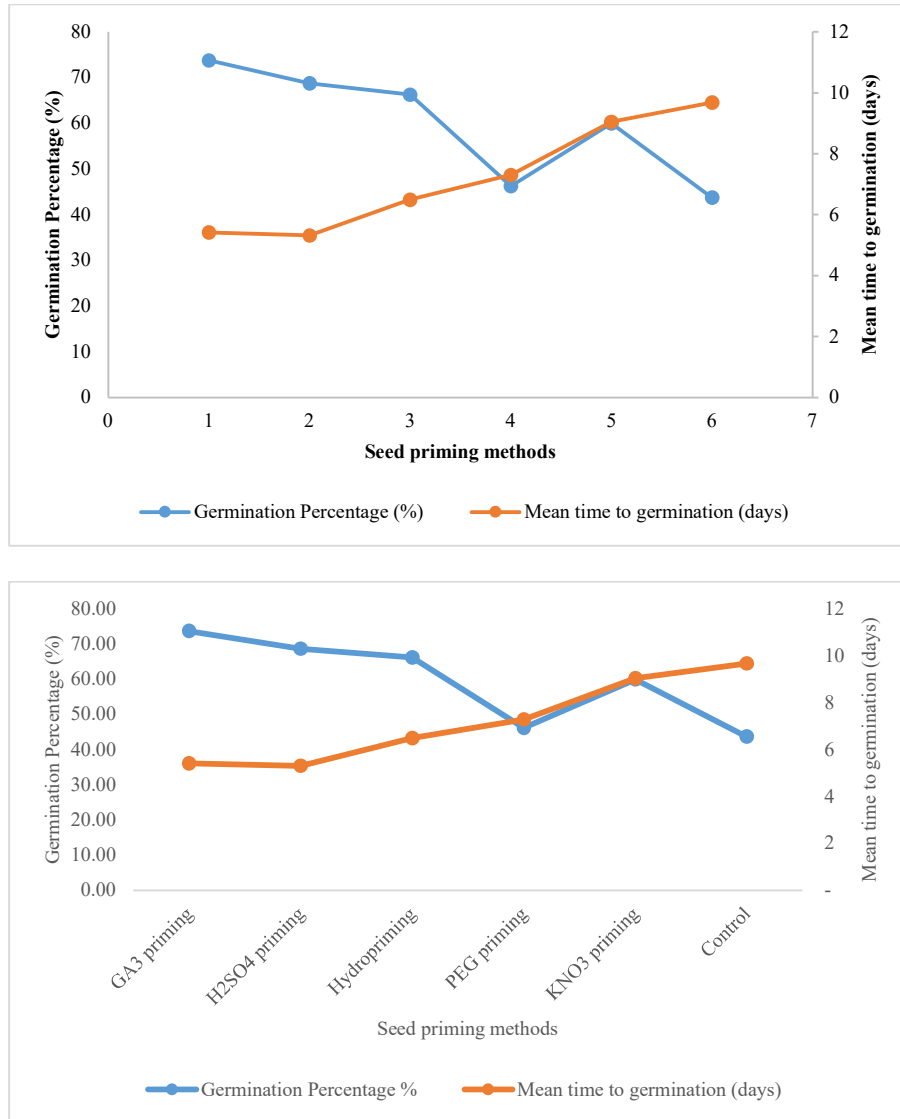 80
70
60
50
40
30
20
10
0
Germination Percentage (%)
12
10
8
6
4
2
0
Mean time to germination (days)
0 1 2 3 4 5 6 7
Seed priming methods
Germination Percentage (%) Mean time to germination (days)
80.00
70.00
60.00
50.00
40.00
30.00
20.00
10.00
0.00
Germination Percentage (%)
12
10
8
6
4
2
-
Mean time to germination (days)
GA3 priming
H2SO4 priming
Hydropriming
PEG priming
KNO3 priming
Control
Seed priming methods
Germination Percentage % Mean time to germination (days)